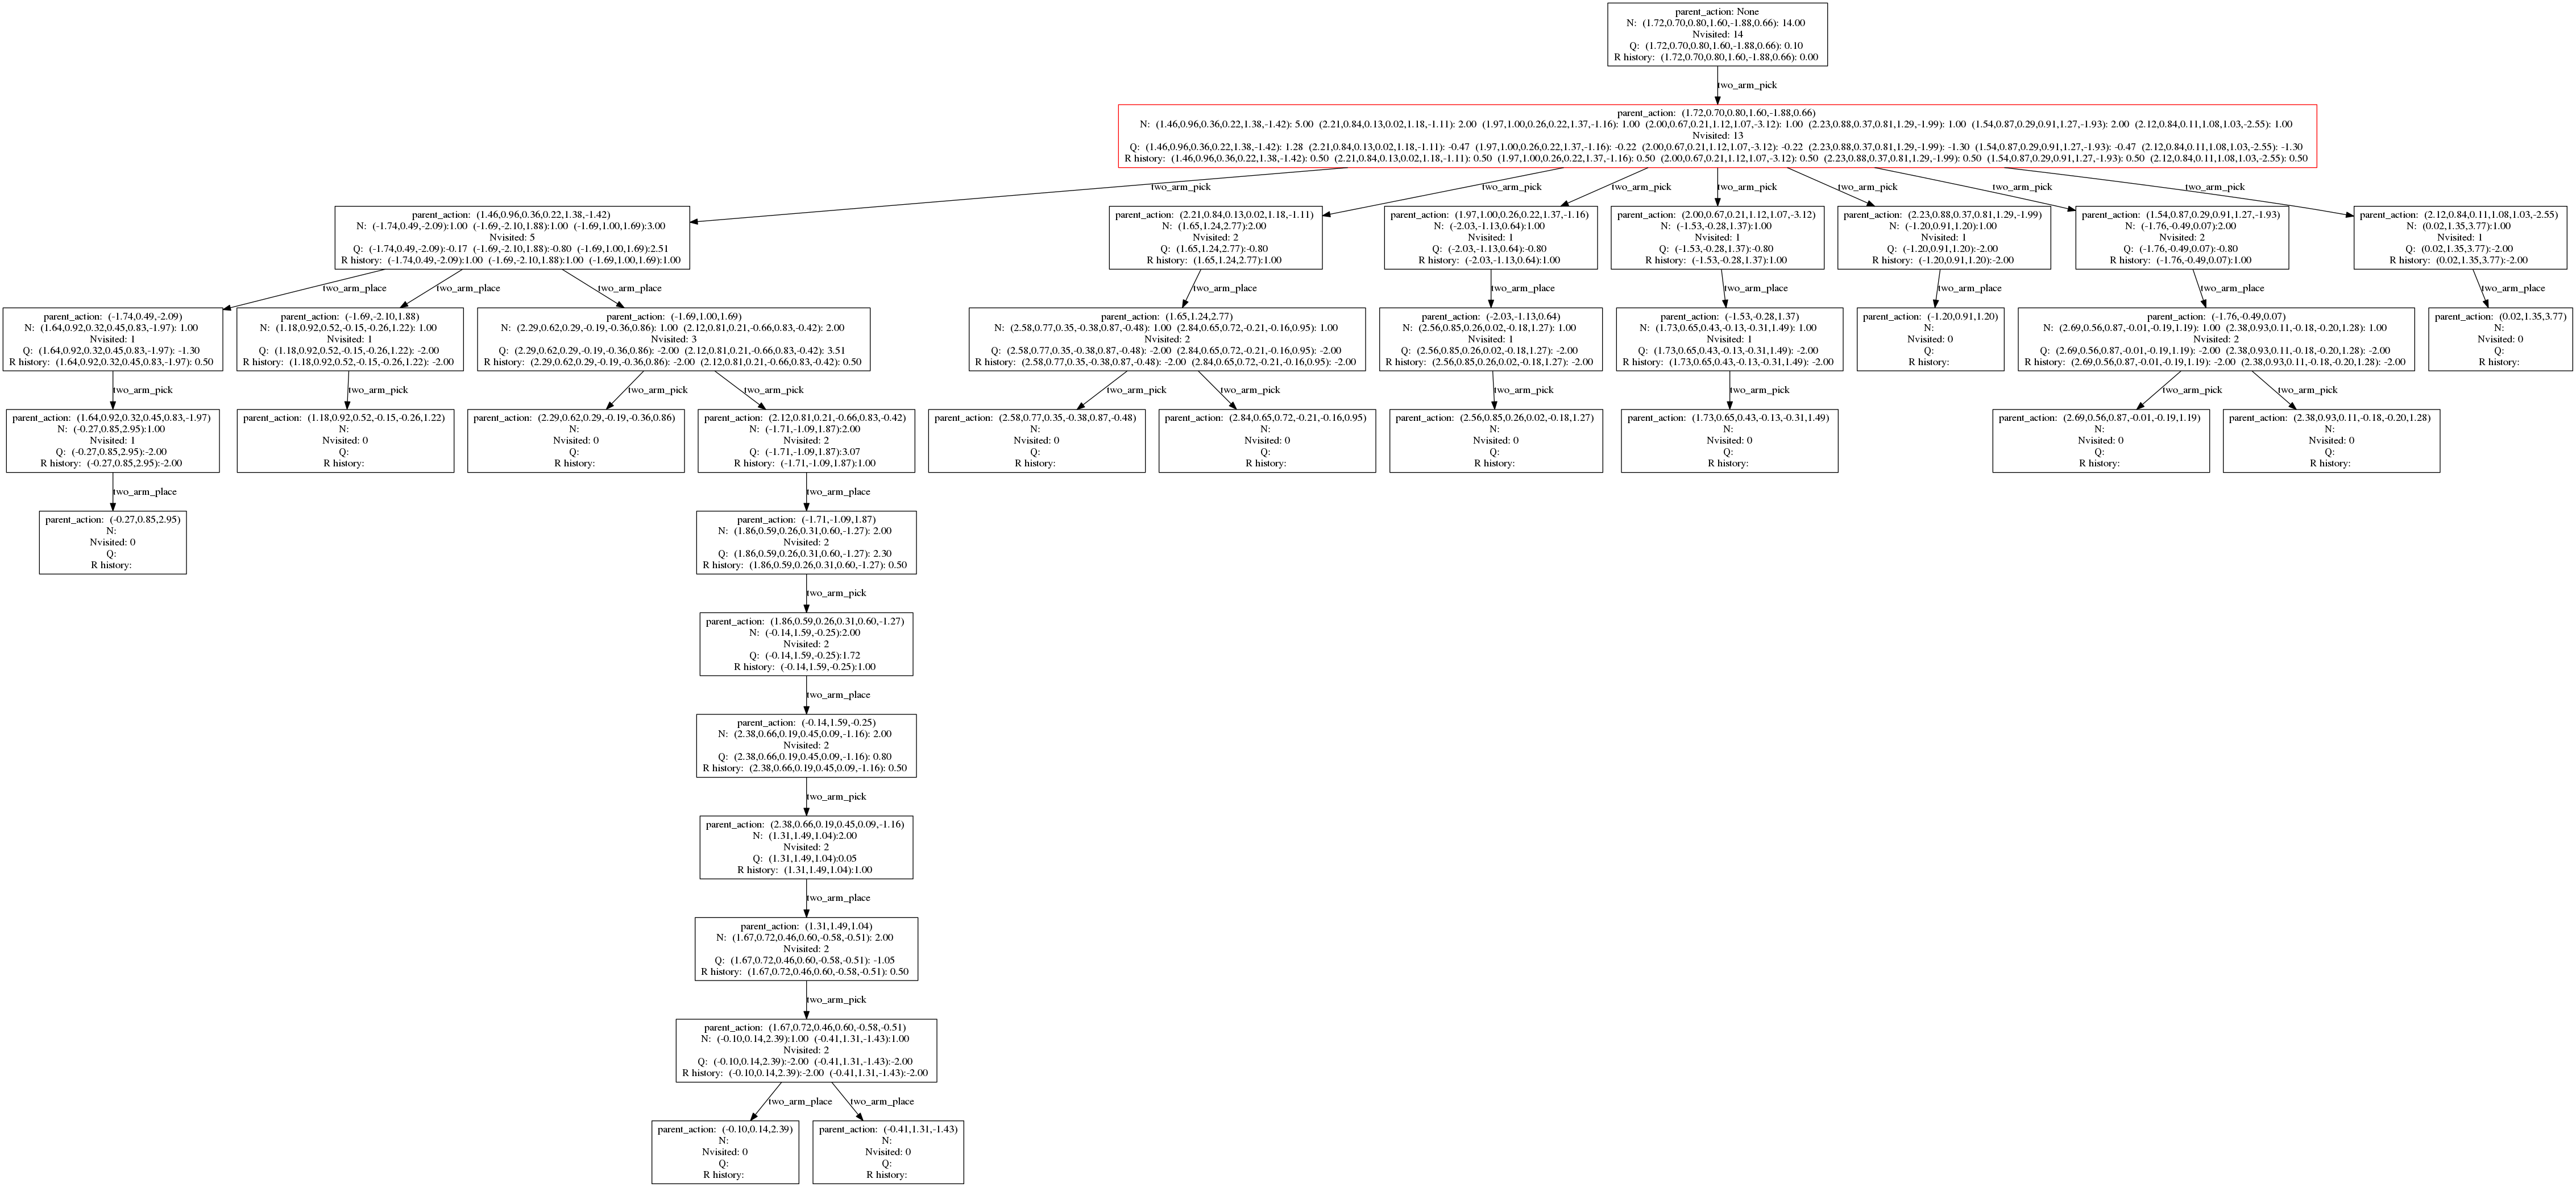 parent_action: None
N: (1.72,0.70,0.80,1.60,-1.88,0.66): 14.00
Nvisited: 14
Q: (1.72,0.70,0.80,1.60,-1.88,0.66): 0.10
R history: (1.72,0.70,0.80,1.60,-1.88,0.66): 0.00
two_arm_pick
parent_action: (1.72,0.70,0.80,1.60,-1.88,0.66)
N: (1.46,0.96,0.36,0.22,1.38,-1.42): 5.00 (2.21,0.84,0.13,0.02,1.18,-1.11): 2.00 (1.97,1.00,0.26,0.22,1.37,-1.16): 1.00 (2.00,0.67,0.21,1.12,1.07,-3.12): 1.00 (2.23,0.88,0.37,0.81,1.29,-1.99): 1.00 (1.54,0.87,0.29,0.91,1.27,-1.93): 2.00 (2.12,0.84,0.11,1.08,1.03,-2.55): 1.00
Nvisited: 13
Q: (1.46,0.96,0.36,0.22,1.38,-1.42): 1.28 (2.21,0.84,0.13,0.02,1.18,-1.11): -0.47 (1.97,1.00,0.26,0.22,1.37,-1.16): -0.22 (2.00,0.67,0.21,1.12,1.07,-3.12): -0.22 (2.23,0.88,0.37,0.81,1.29,-1.99): -1.30 (1.54,0.87,0.29,0.91,1.27,-1.93): -0.47 (2.12,0.84,0.11,1.08,1.03,-2.55): -1.30
R history: (1.46,0.96,0.36,0.22,1.38,-1.42): 0.50 (2.21,0.84,0.13,0.02,1.18,-1.11): 0.50 (1.97,1.00,0.26,0.22,1.37,-1.16): 0.50 (2.00,0.67,0.21,1.12,1.07,-3.12): 0.50 (2.23,0.88,0.37,0.81,1.29,-1.99): 0.50 (1.54,0.87,0.29,0.91,1.27,-1.93): 0.50 (2.12,0.84,0.11,1.08,1.03,-2.55): 0.50
two_arm_pick
two_arm_pick
two_arm_pick
two_arm_pick
two_arm_pick
two_arm_pick
two_arm_pick
parent_action: (1.46,0.96,0.36,0.22,1.38,-1.42)
N: (-1.74,0.49,-2.09):1.00 (-1.69,-2.10,1.88):1.00 (-1.69,1.00,1.69):3.00
Nvisited: 5
Q: (-1.74,0.49,-2.09):-0.17 (-1.69,-2.10,1.88):-0.80 (-1.69,1.00,1.69):2.51
R history: (-1.74,0.49,-2.09):1.00 (-1.69,-2.10,1.88):1.00 (-1.69,1.00,1.69):1.00
parent_action: (2.21,0.84,0.13,0.02,1.18,-1.11)
N: (1.65,1.24,2.77):2.00
Nvisited: 2
Q: (1.65,1.24,2.77):-0.80
R history: (1.65,1.24,2.77):1.00
parent_action: (1.97,1.00,0.26,0.22,1.37,-1.16)
N: (-2.03,-1.13,0.64):1.00
Nvisited: 1
Q: (-2.03,-1.13,0.64):-0.80
R history: (-2.03,-1.13,0.64):1.00
parent_action: (2.00,0.67,0.21,1.12,1.07,-3.12)
N: (-1.53,-0.28,1.37):1.00
Nvisited: 1
Q: (-1.53,-0.28,1.37):-0.80
R history: (-1.53,-0.28,1.37):1.00
parent_action: (2.23,0.88,0.37,0.81,1.29,-1.99)
N: (-1.20,0.91,1.20):1.00
Nvisited: 1
Q: (-1.20,0.91,1.20):-2.00
R history: (-1.20,0.91,1.20):-2.00
parent_action: (1.54,0.87,0.29,0.91,1.27,-1.93)
N: (-1.76,-0.49,0.07):2.00
Nvisited: 2
Q: (-1.76,-0.49,0.07):-0.80
R history: (-1.76,-0.49,0.07):1.00
parent_action: (2.12,0.84,0.11,1.08,1.03,-2.55)
N: (0.02,1.35,3.77):1.00
Nvisited: 1
Q: (0.02,1.35,3.77):-2.00
R history: (0.02,1.35,3.77):-2.00
two_arm_place
two_arm_place
two_arm_place
two_arm_place
two_arm_place
two_arm_place
two_arm_place
two_arm_place
two_arm_place
parent_action: (-1.74,0.49,-2.09)
N: (1.64,0.92,0.32,0.45,0.83,-1.97): 1.00
Nvisited: 1
Q: (1.64,0.92,0.32,0.45,0.83,-1.97): -1.30
R history: (1.64,0.92,0.32,0.45,0.83,-1.97): 0.50
parent_action: (-1.69,-2.10,1.88)
N: (1.18,0.92,0.52,-0.15,-0.26,1.22): 1.00
Nvisited: 1
Q: (1.18,0.92,0.52,-0.15,-0.26,1.22): -2.00
R history: (1.18,0.92,0.52,-0.15,-0.26,1.22): -2.00
parent_action: (-1.69,1.00,1.69)
N: (2.29,0.62,0.29,-0.19,-0.36,0.86): 1.00 (2.12,0.81,0.21,-0.66,0.83,-0.42): 2.00
Nvisited: 3
Q: (2.29,0.62,0.29,-0.19,-0.36,0.86): -2.00 (2.12,0.81,0.21,-0.66,0.83,-0.42): 3.51
R history: (2.29,0.62,0.29,-0.19,-0.36,0.86): -2.00 (2.12,0.81,0.21,-0.66,0.83,-0.42): 0.50
parent_action: (1.65,1.24,2.77)
N: (2.58,0.77,0.35,-0.38,0.87,-0.48): 1.00 (2.84,0.65,0.72,-0.21,-0.16,0.95): 1.00
Nvisited: 2
Q: (2.58,0.77,0.35,-0.38,0.87,-0.48): -2.00 (2.84,0.65,0.72,-0.21,-0.16,0.95): -2.00
R history: (2.58,0.77,0.35,-0.38,0.87,-0.48): -2.00 (2.84,0.65,0.72,-0.21,-0.16,0.95): -2.00
parent_action: (-2.03,-1.13,0.64)
N: (2.56,0.85,0.26,0.02,-0.18,1.27): 1.00
Nvisited: 1
Q: (2.56,0.85,0.26,0.02,-0.18,1.27): -2.00
R history: (2.56,0.85,0.26,0.02,-0.18,1.27): -2.00
parent_action: (-1.53,-0.28,1.37)
N: (1.73,0.65,0.43,-0.13,-0.31,1.49): 1.00
Nvisited: 1
Q: (1.73,0.65,0.43,-0.13,-0.31,1.49): -2.00
R history: (1.73,0.65,0.43,-0.13,-0.31,1.49): -2.00
parent_action: (-1.20,0.91,1.20)
N:
Nvisited: 0
Q:
R history:
parent_action: (-1.76,-0.49,0.07)
N: (2.69,0.56,0.87,-0.01,-0.19,1.19): 1.00 (2.38,0.93,0.11,-0.18,-0.20,1.28): 1.00
Nvisited: 2
Q: (2.69,0.56,0.87,-0.01,-0.19,1.19): -2.00 (2.38,0.93,0.11,-0.18,-0.20,1.28): -2.00
R history: (2.69,0.56,0.87,-0.01,-0.19,1.19): -2.00 (2.38,0.93,0.11,-0.18,-0.20,1.28): -2.00
parent_action: (0.02,1.35,3.77)
N:
Nvisited: 0
Q:
R history:
two_arm_pick
two_arm_pick
two_arm_pick
two_arm_pick
two_arm_pick
two_arm_pick
two_arm_pick
two_arm_pick
two_arm_pick
two_arm_pick
parent_action: (1.64,0.92,0.32,0.45,0.83,-1.97)
N: (-0.27,0.85,2.95):1.00
Nvisited: 1
Q: (-0.27,0.85,2.95):-2.00
R history: (-0.27,0.85,2.95):-2.00
parent_action: (1.18,0.92,0.52,-0.15,-0.26,1.22)
N:
Nvisited: 0
Q:
R history:
parent_action: (2.29,0.62,0.29,-0.19,-0.36,0.86)
N:
Nvisited: 0
Q:
R history:
parent_action: (2.12,0.81,0.21,-0.66,0.83,-0.42)
N: (-1.71,-1.09,1.87):2.00
Nvisited: 2
Q: (-1.71,-1.09,1.87):3.07
R history: (-1.71,-1.09,1.87):1.00
parent_action: (2.58,0.77,0.35,-0.38,0.87,-0.48)
N:
Nvisited: 0
Q:
R history:
parent_action: (2.84,0.65,0.72,-0.21,-0.16,0.95)
N:
Nvisited: 0
Q:
R history:
parent_action: (2.56,0.85,0.26,0.02,-0.18,1.27)
N:
Nvisited: 0
Q:
R history:
parent_action: (1.73,0.65,0.43,-0.13,-0.31,1.49)
N:
Nvisited: 0
Q:
R history:
parent_action: (2.69,0.56,0.87,-0.01,-0.19,1.19)
N:
Nvisited: 0
Q:
R history:
parent_action: (2.38,0.93,0.11,-0.18,-0.20,1.28)
N:
Nvisited: 0
Q:
R history:
two_arm_place
two_arm_place
parent_action: (-0.27,0.85,2.95)
N:
Nvisited: 0
Q:
R history:
parent_action: (-1.71,-1.09,1.87)
N: (1.86,0.59,0.26,0.31,0.60,-1.27): 2.00
Nvisited: 2
Q: (1.86,0.59,0.26,0.31,0.60,-1.27): 2.30
R history: (1.86,0.59,0.26,0.31,0.60,-1.27): 0.50
two_arm_pick
parent_action: (1.86,0.59,0.26,0.31,0.60,-1.27)
N: (-0.14,1.59,-0.25):2.00
Nvisited: 2
Q: (-0.14,1.59,-0.25):1.72
R history: (-0.14,1.59,-0.25):1.00
two_arm_place
parent_action: (-0.14,1.59,-0.25)
N: (2.38,0.66,0.19,0.45,0.09,-1.16): 2.00
Nvisited: 2
Q: (2.38,0.66,0.19,0.45,0.09,-1.16): 0.80
R history: (2.38,0.66,0.19,0.45,0.09,-1.16): 0.50
two_arm_pick
parent_action: (2.38,0.66,0.19,0.45,0.09,-1.16)
N: (1.31,1.49,1.04):2.00
Nvisited: 2
Q: (1.31,1.49,1.04):0.05
R history: (1.31,1.49,1.04):1.00
two_arm_place
parent_action: (1.31,1.49,1.04)
N: (1.67,0.72,0.46,0.60,-0.58,-0.51): 2.00
Nvisited: 2
Q: (1.67,0.72,0.46,0.60,-0.58,-0.51): -1.05
R history: (1.67,0.72,0.46,0.60,-0.58,-0.51): 0.50
two_arm_pick
parent_action: (1.67,0.72,0.46,0.60,-0.58,-0.51)
N: (-0.10,0.14,2.39):1.00 (-0.41,1.31,-1.43):1.00
Nvisited: 2
Q: (-0.10,0.14,2.39):-2.00 (-0.41,1.31,-1.43):-2.00
R history: (-0.10,0.14,2.39):-2.00 (-0.41,1.31,-1.43):-2.00
two_arm_place
two_arm_place
parent_action: (-0.10,0.14,2.39)
N:
Nvisited: 0
Q:
R history:
parent_action: (-0.41,1.31,-1.43)
N:
Nvisited: 0
Q:
R history: